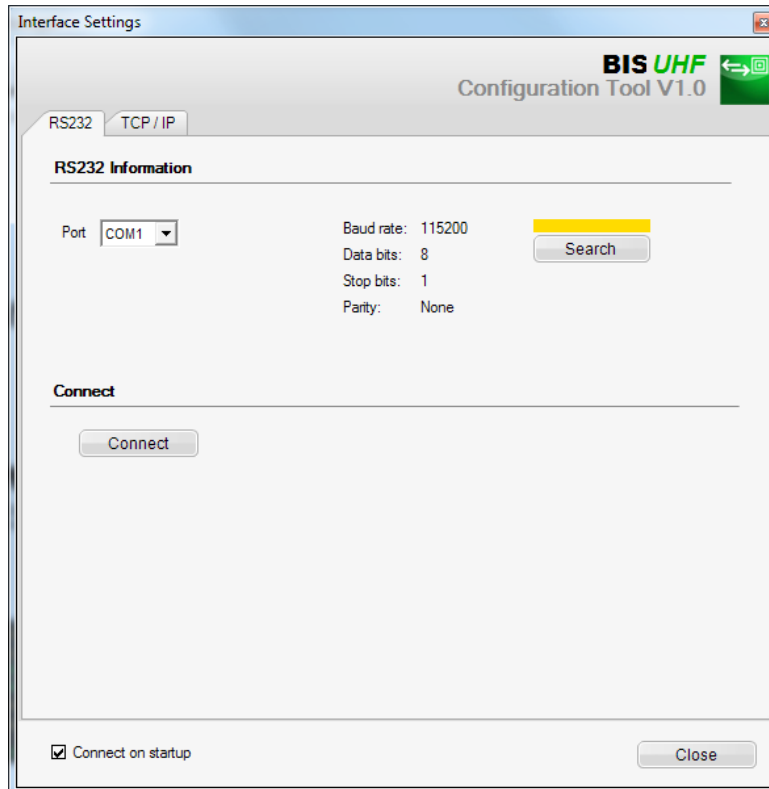 Interface Settings
BIS UHF
Configuration Tool V1.0
RS232 TCP / IP
RS232 Information
Port COM1
Baud rate: 115200
Search
Data bits: 8
Stop bits: 1
Parity: None
Connect
Connect
Connect on startup
Close